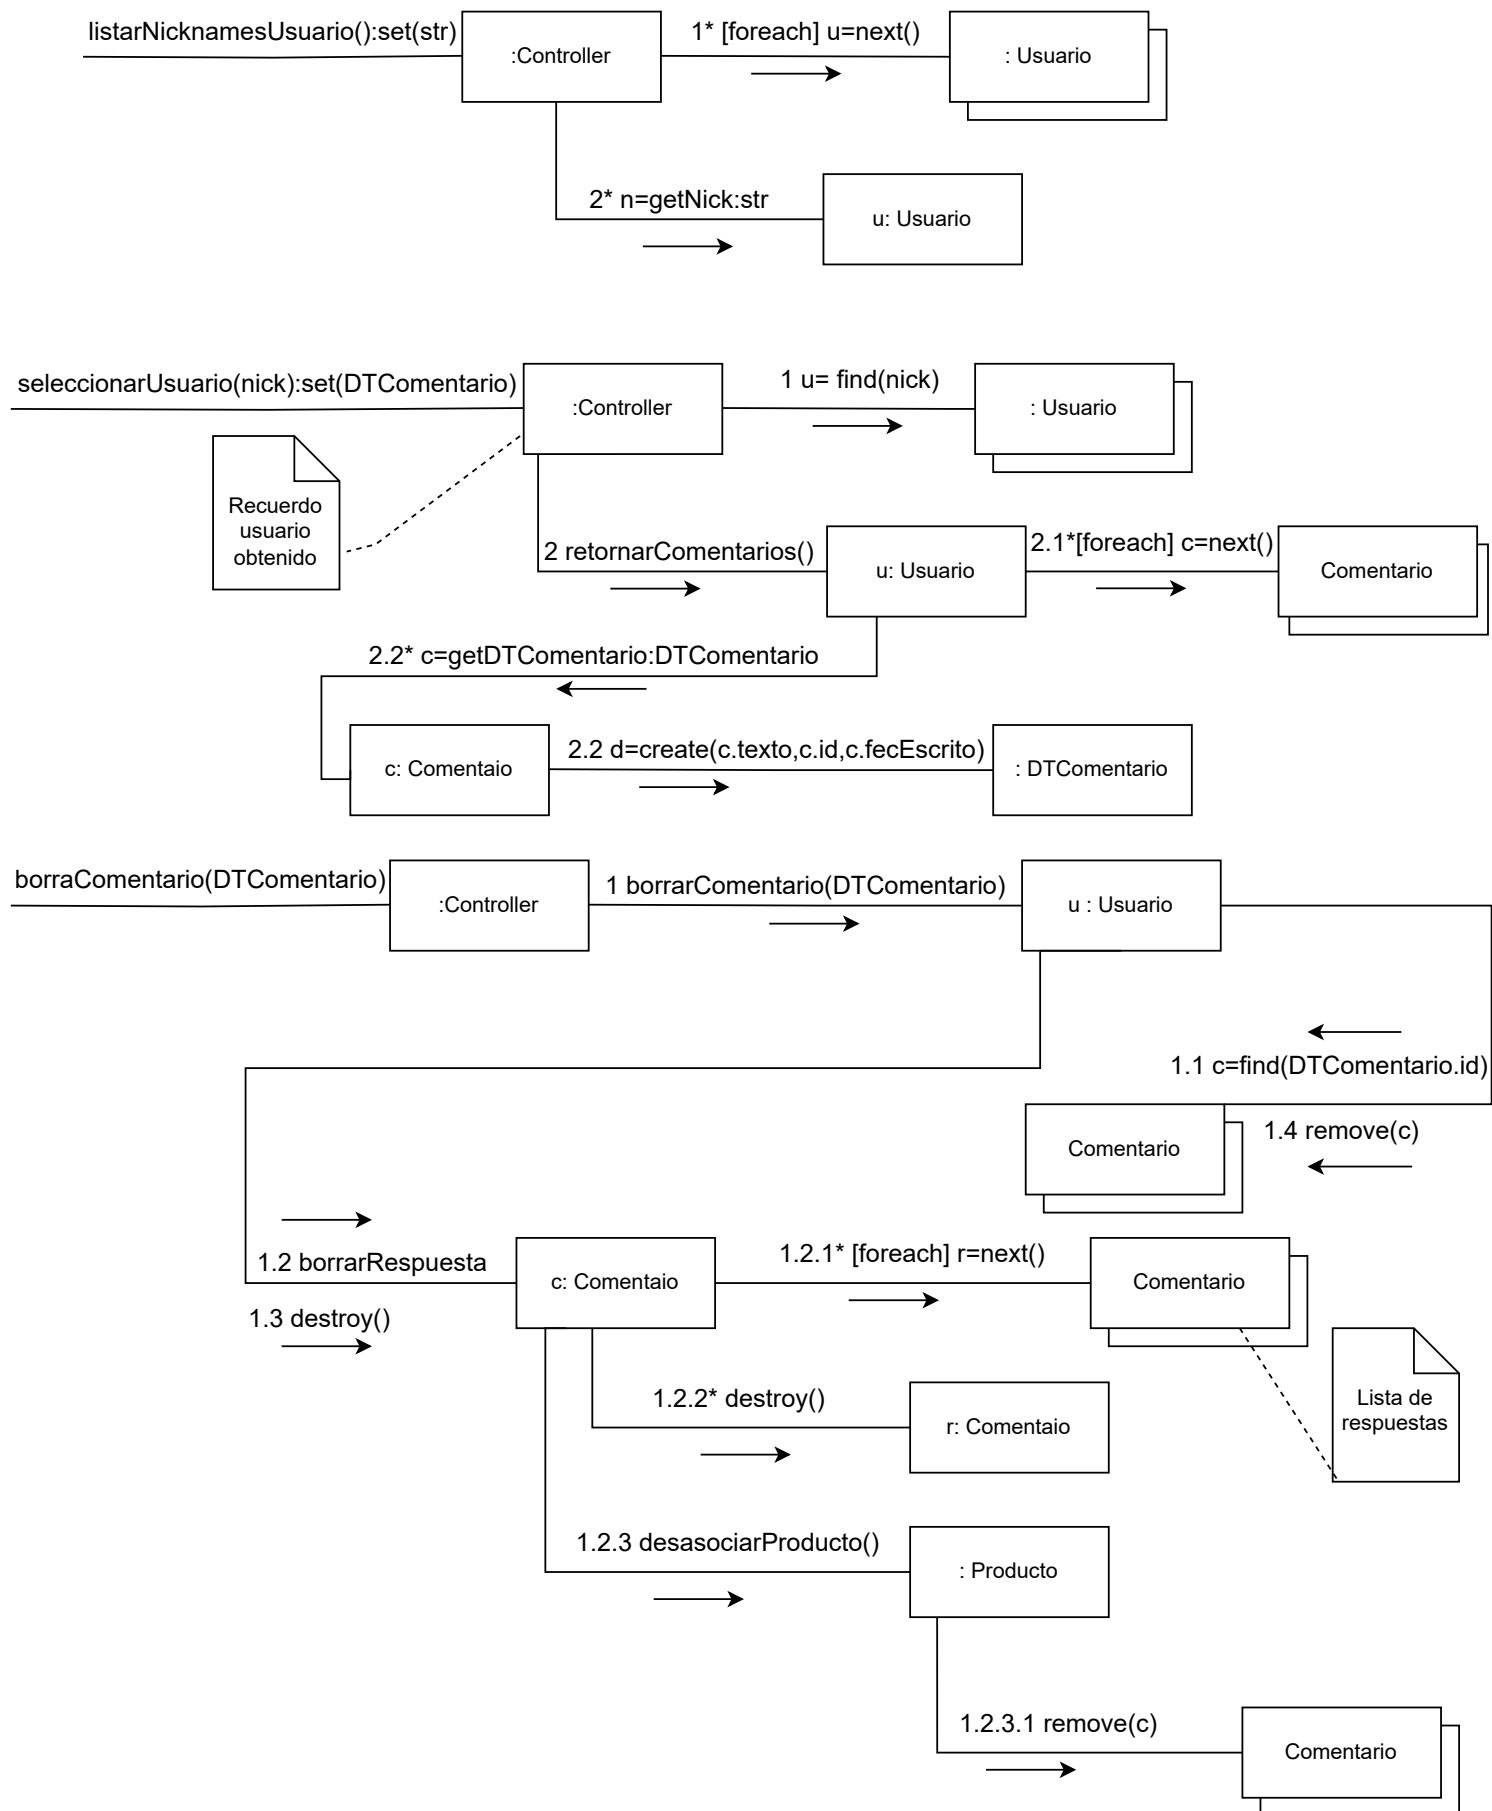 listarNicknamesUsuario():set(str)
:Controller
1* [foreach] u=next()
: Usuario
2* n=getNick:str
u: Usuario
seleccionarUsuario(nick):set(DTComentario)
:Controller
1 u= find(nick)
: Usuario
Recuerdo
usuario
obtenido
2 retornarComentarios()
u: Usuario
2.1*[foreach] c=next()
Comentario
2.2* c=getDTComentario:DTComentario
c: Comentaio
2.2 d=create(c.texto,c.id,c.fecEscrito)
: DTComentario
borraComentario(DTComentario)
:Controller
1 borrarComentario(DTComentario)
u : Usuario
1.1 c=find(DTComentario.id)
Comentario
1.4 remove(c)
1.2 borrarRespuesta
1.3 destroy()
c: Comentaio
1.2.1* [foreach] r=next()
Comentario
Lista de
respuestas
1.2.2* destroy()
r: Comentaio
1.2.3 desasociarProducto()
: Producto
1.2.3.1 remove(c)
Comentario